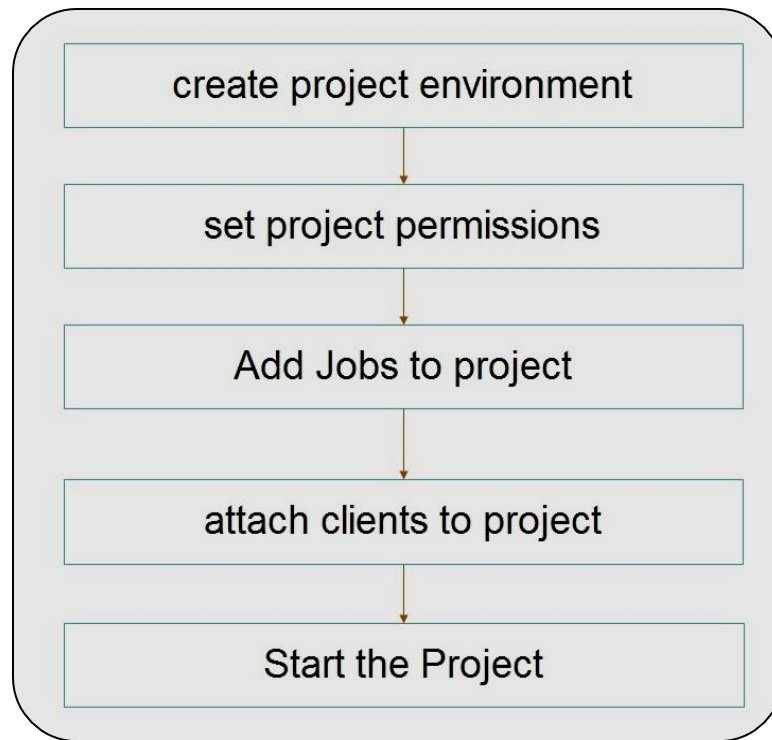 create project environment
set project permissions
Add Jobs to project
attach clients to project
Start the Project